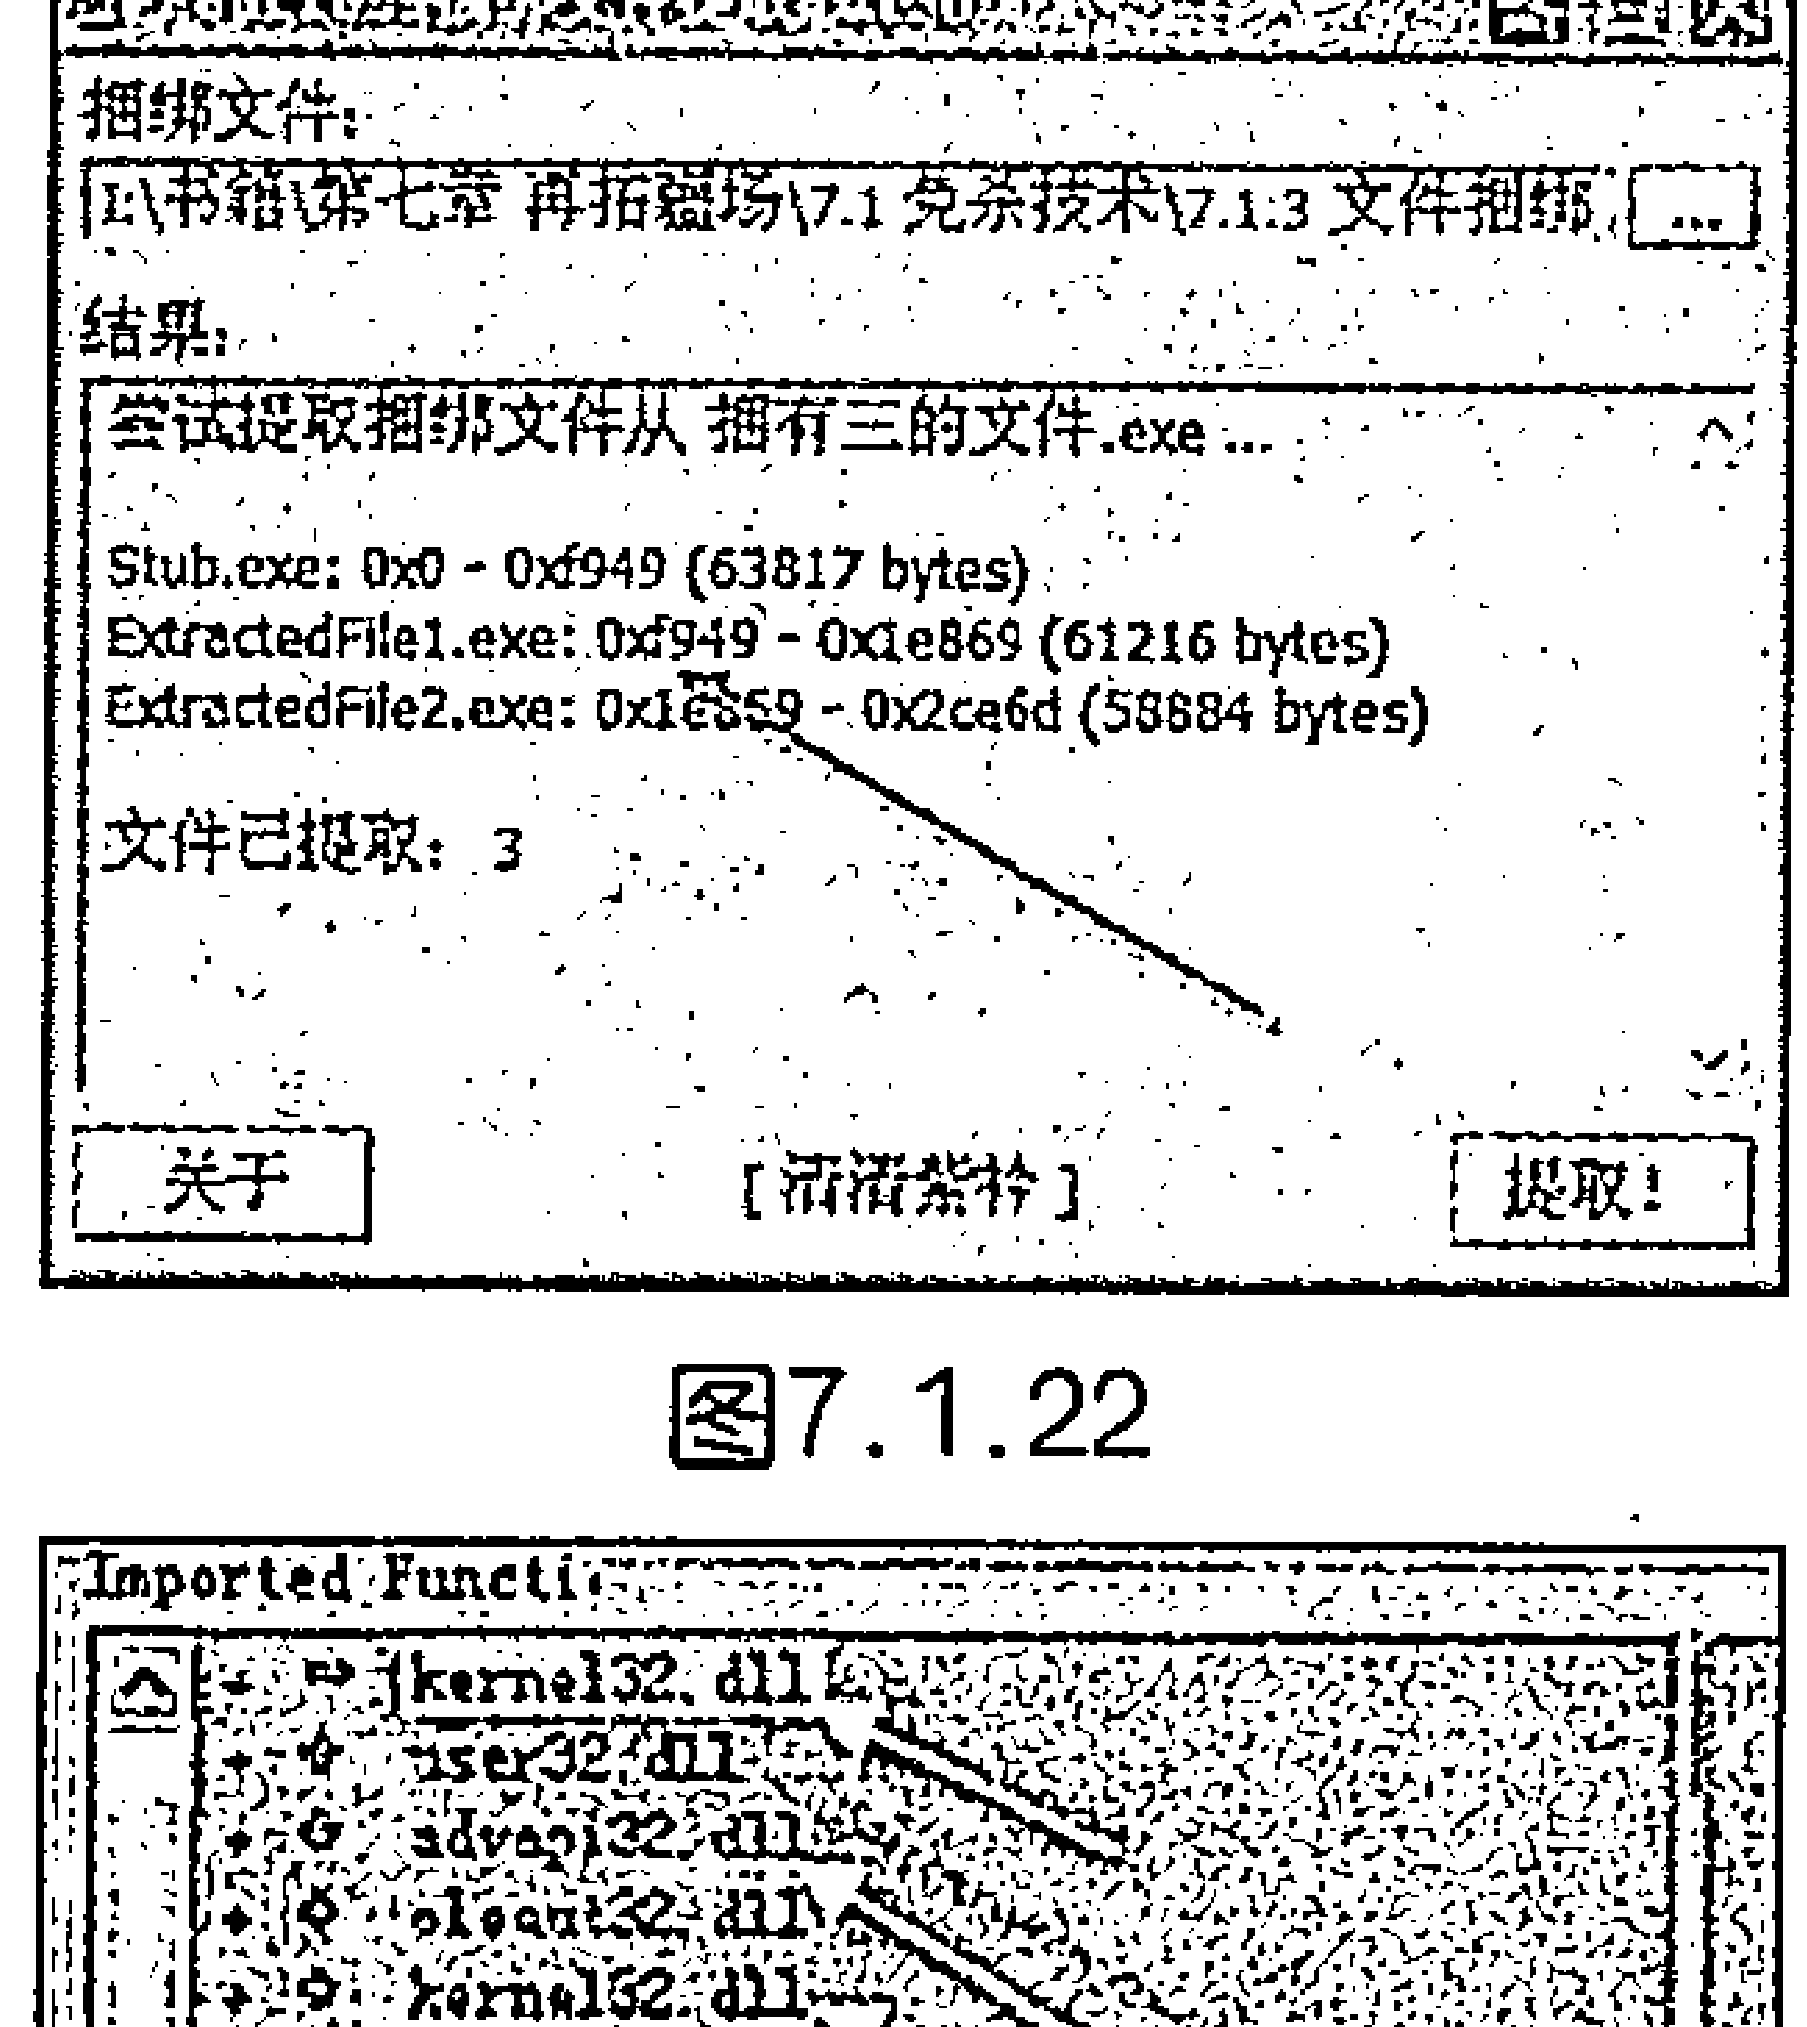 捆绑文件:
I:\书籍\第七章 再拓疆场\7.1 免杀技术\7.1.3 文件捆绑 ...
结果:
尝试提取捆绑文件从 拥有三的文件.exe ...
Stub.exe: 0x0 - 0xf949 (63817 bytes)
ExtractedFile1.exe: 0xf949 - 0x1e869 (61216 bytes)
ExtractedFile2.exe: 0x1e869 - 0x2ce6d (58884 bytes)
文件已提取: 3
关于
提取!
图7.1.22
Imported Functi
kernel32.dll
user32.dll
advapi32.dll
oleaut32.dll
kernel32.dll